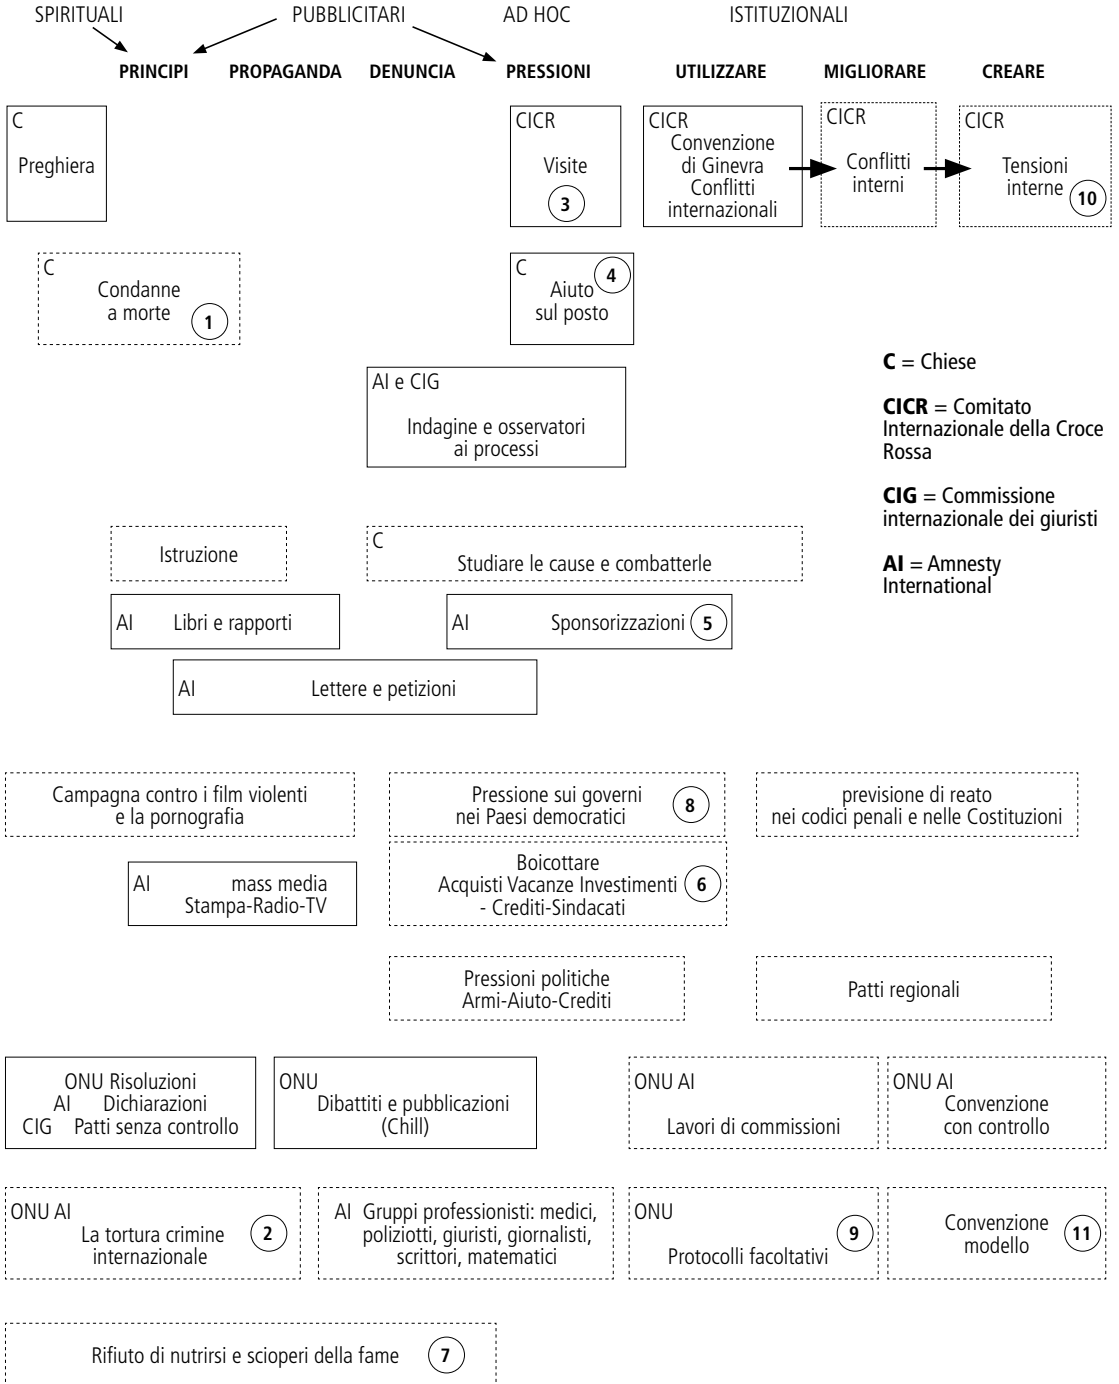 SPIRITUALI PUBBLICITARI AD HOC ISTITUZIONALI
PRINCIPI PROPAGANDA DENUNCIA PRESSIONI UTILIZZARE MIGLIORARE CREARE
C
Preghiera
CICR
Visite
3
CICR
Convenzione
di Ginevra
Conflitti
internazionali
CICR
Conflitti
interni
CICR
Tensioni
interne
10
C
Condanne
a morte
1
C
4
Aiuto
sul posto
C = Chiese
CICR = Comitato
Internazionale della Croce
Rossa
CIG = Commissione
internazionale dei giuristi
AI = Amnesty
International
AI e CIG
Indagine e osservatori
ai processi
Istruzione
C
Studiare le cause e combatterle
AI Libri e rapporti
AI Sponsorizzazioni 5
AI Lettere e petizioni
Campagna contro i film violenti
e la pornografia
Pressione sui governi
nei Paesi democratici
8
previsione di reato
nei codici penali e nelle Costituzioni
AI mass media
Stampa-Radio-TV
Boicottare
Acquisti Vacanze Investimenti
- Crediti-Sindacati
6
Pressioni politiche
Armi-Aiuto-Crediti
Patti regionali
ONU Risoluzioni
AI Dichiarazioni
CIG Patti senza controllo
ONU
Dibattiti e pubblicazioni
(Chill)
ONU AI
Lavori di commissioni
ONU AI
Convenzione
con controllo
ONU AI
La tortura crimine
internazionale
2
AI Gruppi professionisti: medici,
poliziotti, giuristi, giornalisti,
scrittori, matematici
ONU
Protocolli facoltativi
9
Convenzione
modello
11
Rifiuto di nutrirsi e scioperi della fame 7